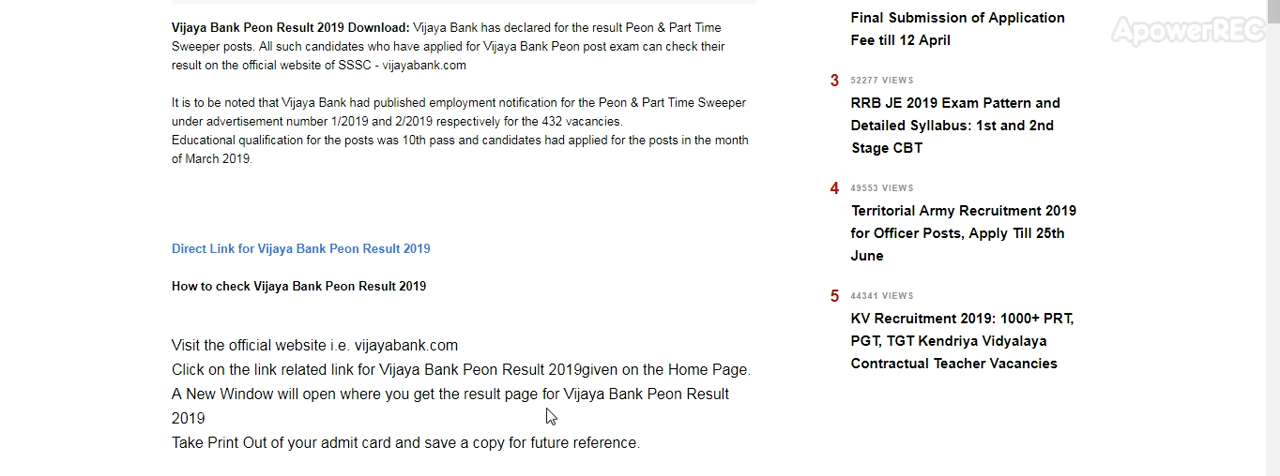 Vijaya Bank Peon Result 2019 Download: Vijaya Bank has declared for the result Peon & Part Time
Sweeper posts. All such candidates who have applied for Vijaya Bank Peon post exam can check their
result on the official website of SSSC - vijayabank.com
It is to be noted that Vijaya Bank had published employment notification for the Peon & Part Time Sweeper
under advertisement number 1/2019 and 2/2019 respectively for the 432 vacancies.
Educational qualification for the posts was 10th pass and candidates had applied for the posts in the month
of March 2019.
Direct Link for Vijaya Bank Peon Result 2019
How to check Vijaya Bank Peon Result 2019
Visit the official website i.e. vijayabank.com
Click on the link related link for Vijaya Bank Peon Result 2019given on the Home Page.
A New Window will open where you get the result page for Vijaya Bank Peon Result
2019
Take Print Out of your admit card and save a copy for future reference.
Final Submission of Application
Fee till 12 April
3 52277 VIEWS
RRB JE 2019 Exam Pattern and
Detailed Syllabus: 1st and 2nd
Stage CBT
4 49553 VIEWS
Territorial Army Recruitment 2019
for Officer Posts, Apply Till 25th
June
5 44341 VIEWS
KV Recruitment 2019: 1000+ PRT,
PGT, TGT Kendriya Vidyalaya
Contractual Teacher Vacancies
ApowerREC